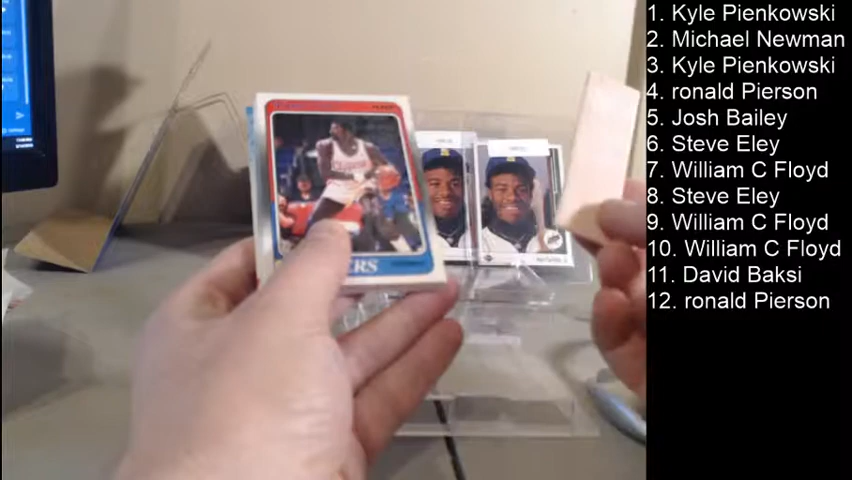 1. Kyle Pienkowski
2. Michael Newman
3. Kyle Pienkowski
4. ronald Pierson
5. Josh Bailey
6. Steve Eley
7. William C Floyd
8. Steve Eley
9. William C Floyd
10. William C Floyd
11. David Baksi
12. ronald Pierson